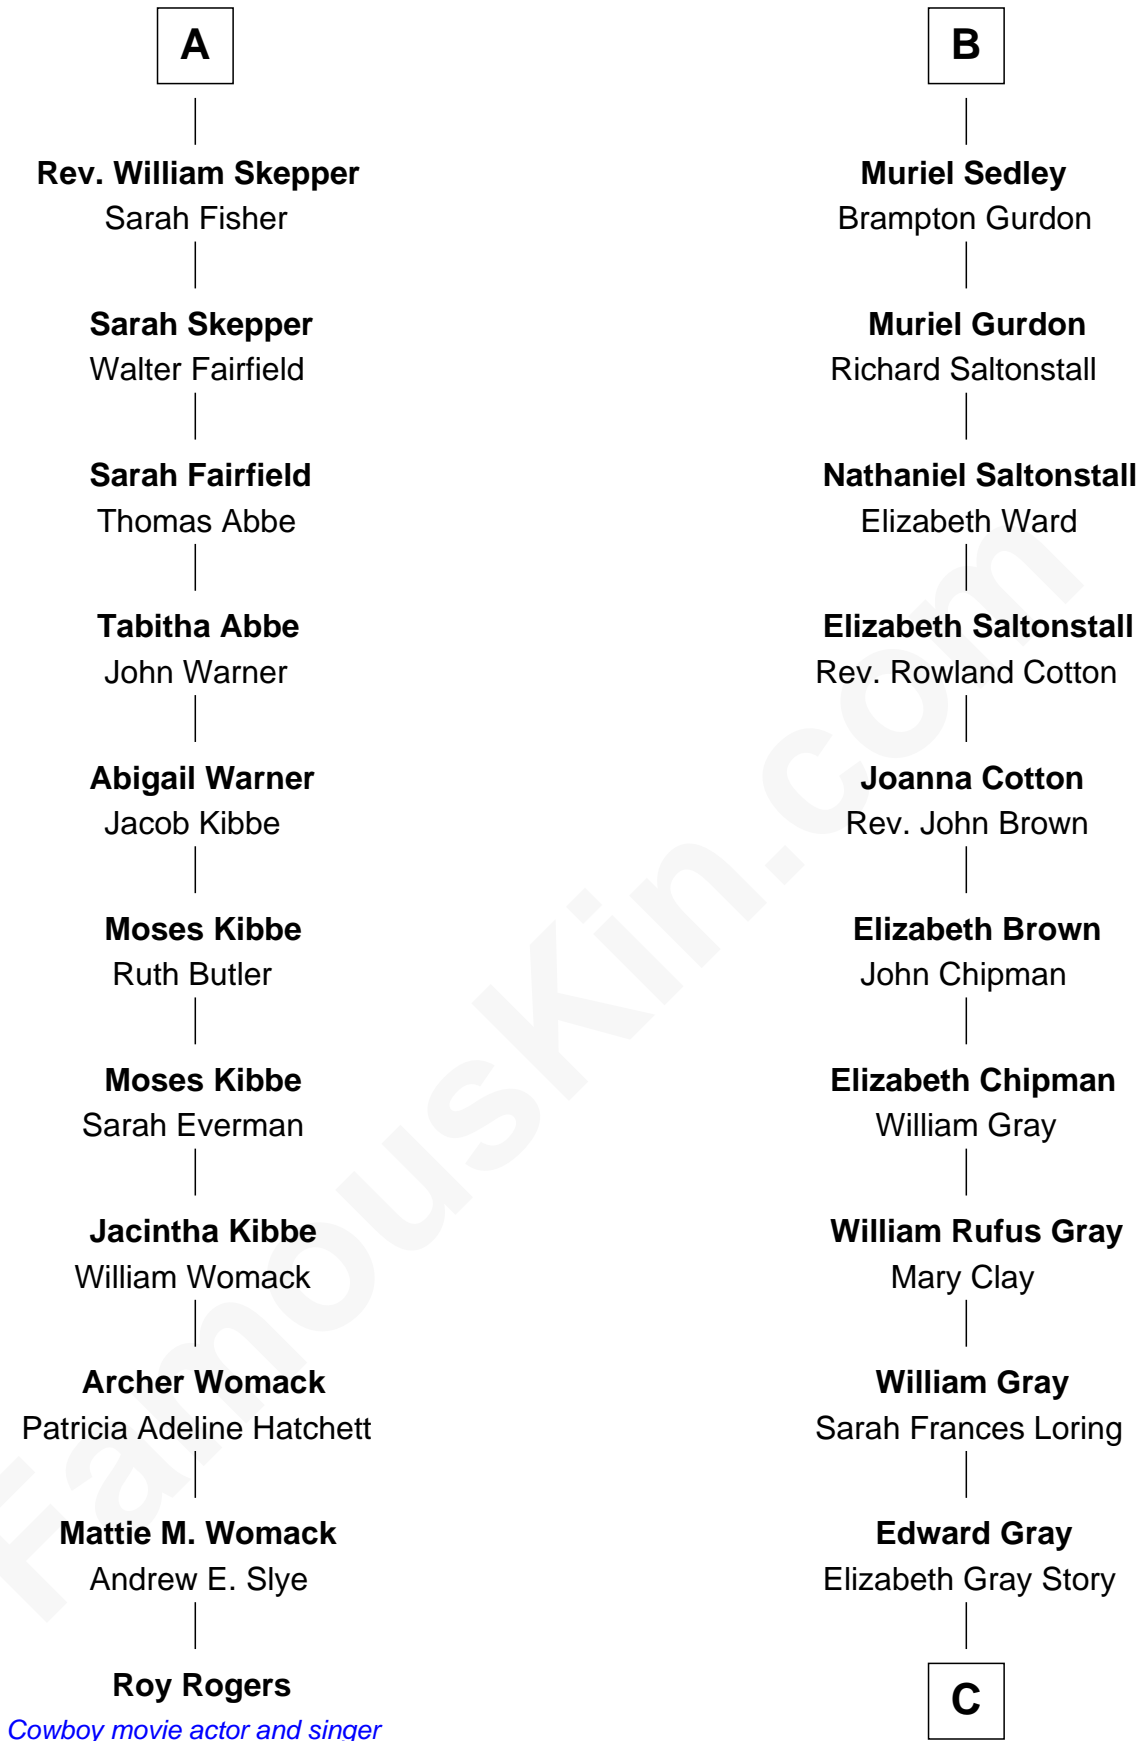 A
Rev. William Skepper
Sarah Fisher
Sarah Skepper
Walter Fairfield
Sarah Fairfield
Thomas Abbe
Tabitha Abbe
John Warner
Abigail Warner
Jacob Kibbe
Moses Kibbe
Ruth Butler
Moses Kibbe
Sarah Everman
Jacintha Kibbe
William Womack
Archer Womack
Patricia Adeline Hatchett
Mattie M. Womack
Andrew E. Slye
Roy Rogers
Cowboy movie actor and singer
B
Muriel Sedley
Brampton Gurdon
Muriel Gurdon
Richard Saltonstall
Nathaniel Saltonstall
Elizabeth Ward
Elizabeth Saltonstall
Rev. Rowland Cotton
Joanna Cotton
Rev. John Brown
Elizabeth Brown
John Chipman
Elizabeth Chipman
William Gray
William Rufus Gray
Mary Clay
William Gray
Sarah Frances Loring
Edward Gray
Elizabeth Gray Story
C
FamousKin.com